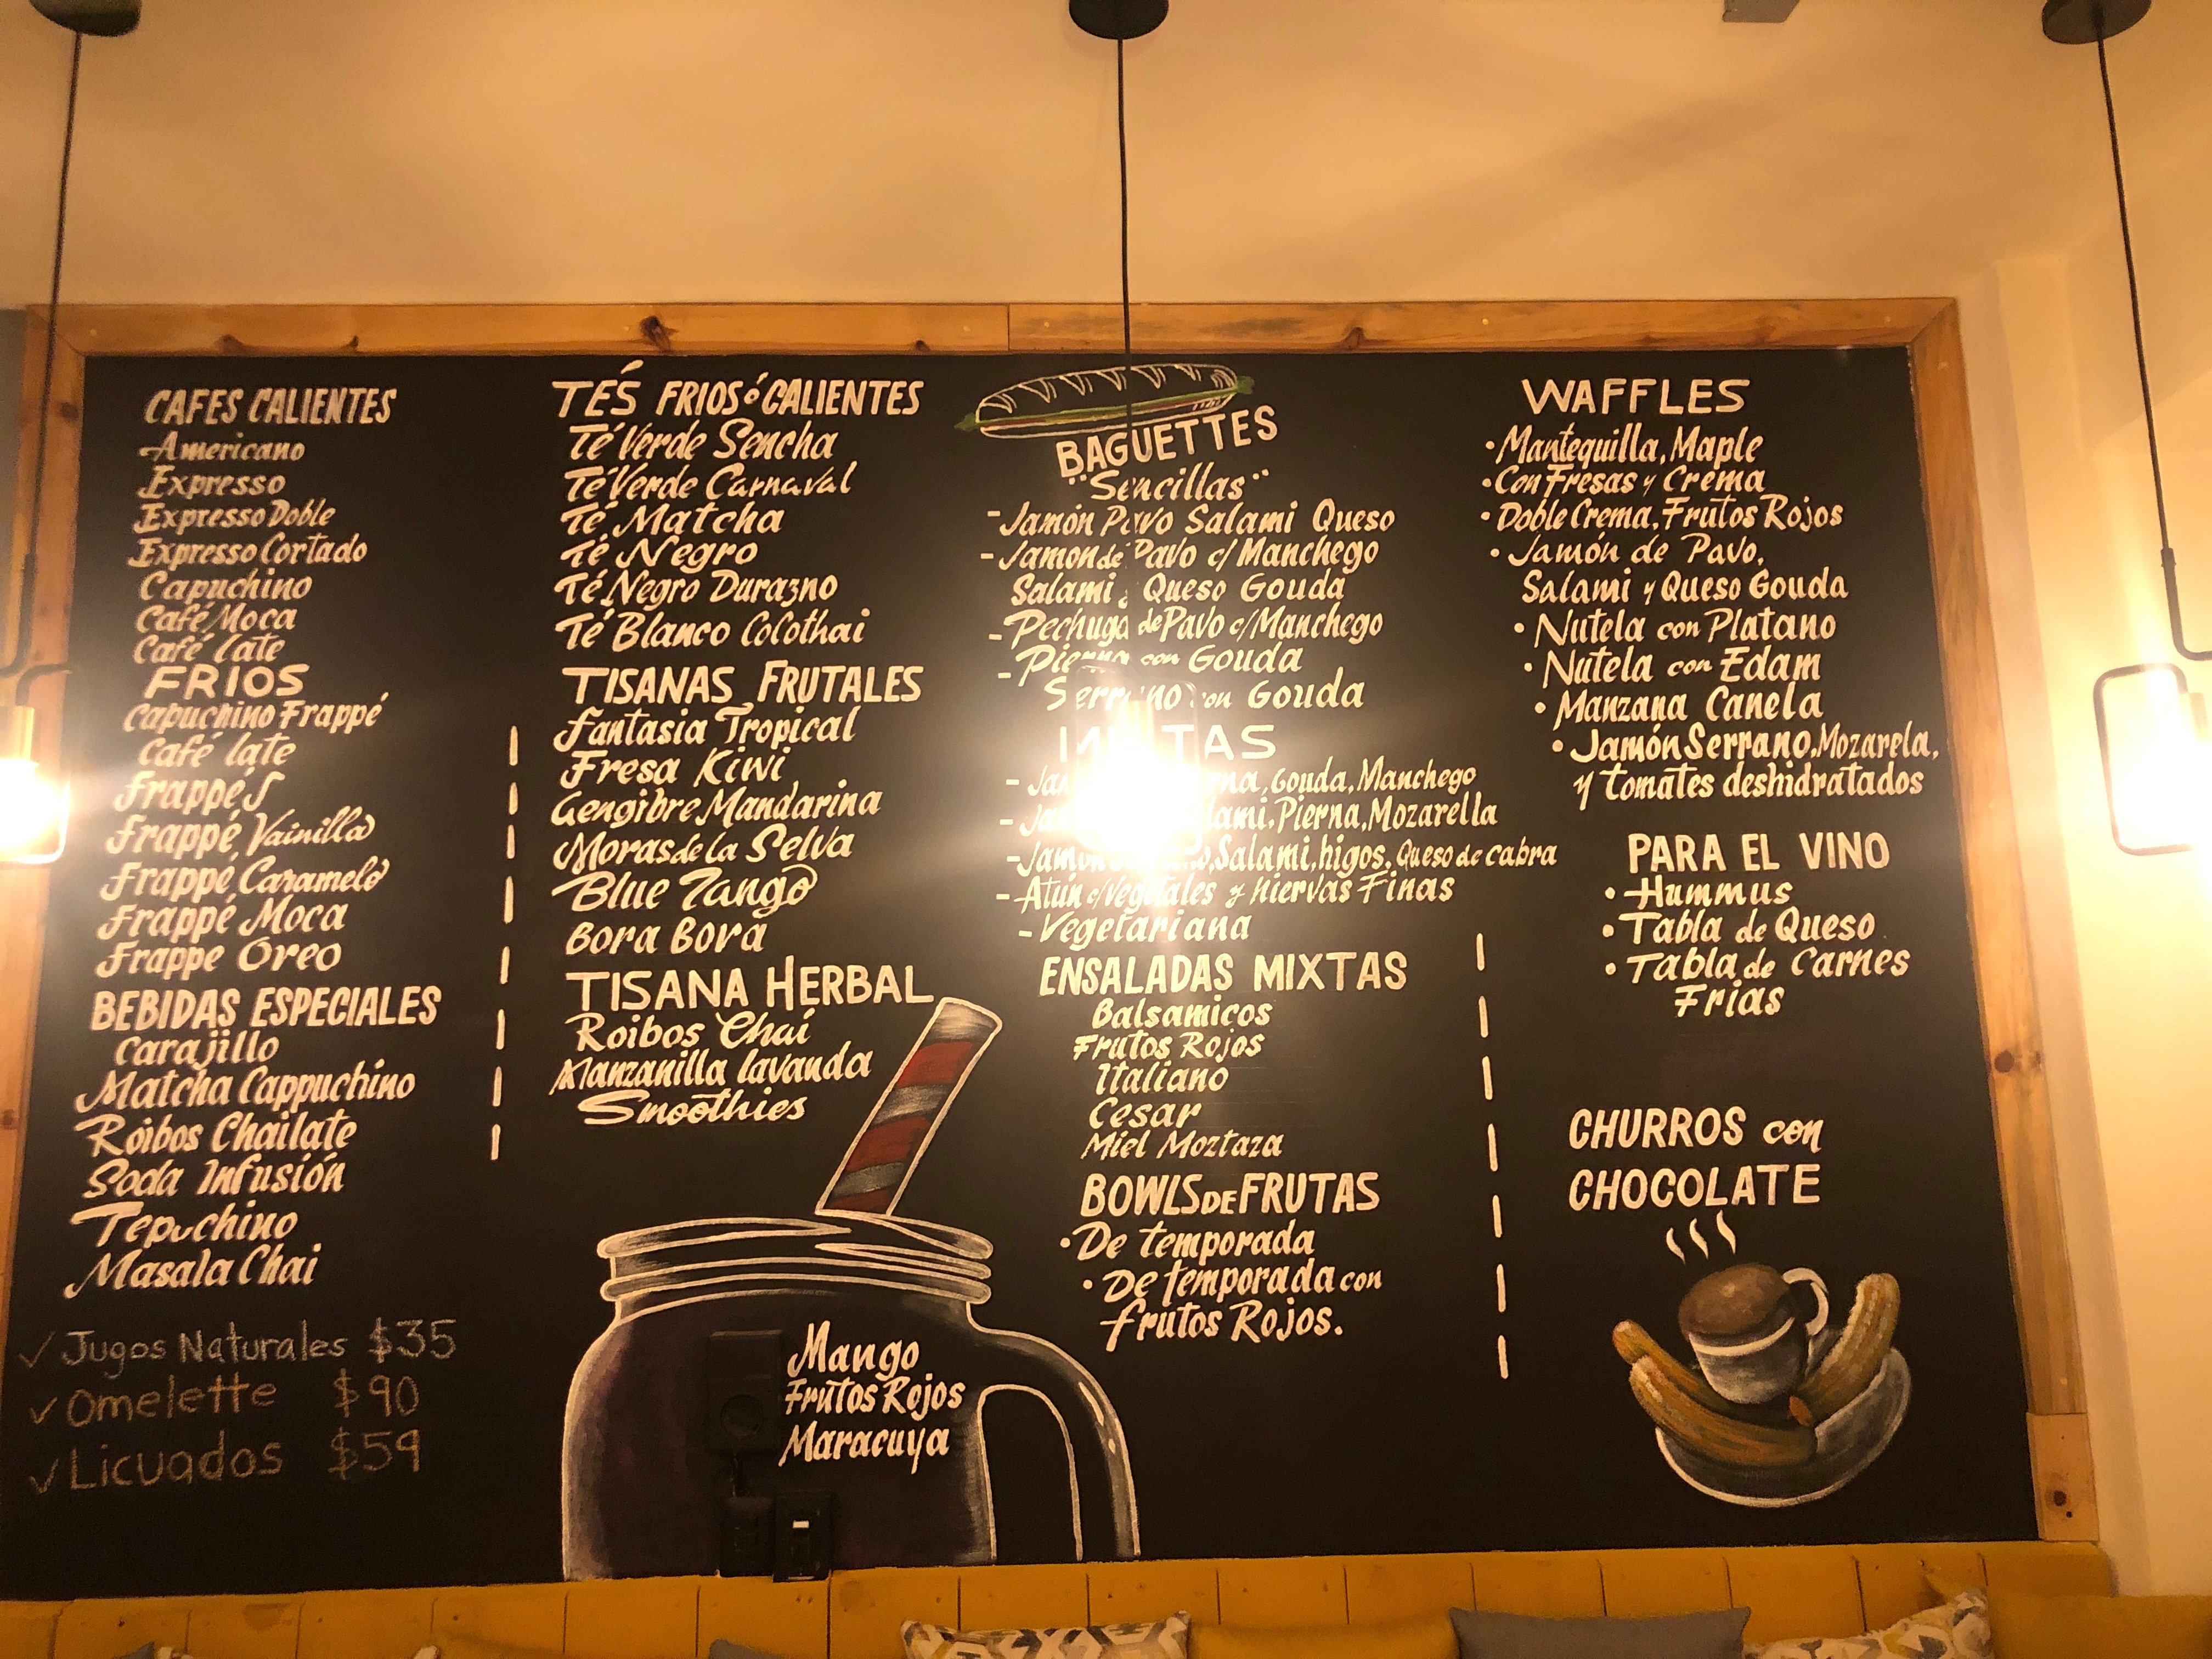 CAFES CALIENTES
Americano
Expresso
Expresso Doble
Expresso Cortado
Capuchino
Café Moca
Café Late
FRIOS
Capuchino Frappé
Café late
Frappé's
Frappé Vainilla
Frappé Caramelo
Frappé Moca
Frappe Oreo
BEBIDAS ESPECIALES
Carajillo
Matcha Cappuchino
Roibos Chailate
Soda Infusión
Tepuchino
Masala Chai
✓ Jugos Naturales $35
✓ Omelette $90
✓ Licuados $59
TÉS FRIOS ó CALIENTES
Té Verde Sencha
Té Verde Carnaval
Té Matcha
Té Negro
Té Negro Durazno
Té Blanco Colothai
TISANAS FRUTALES
Fantasia Tropical
Fresa Kiwi
Gengibre Mandarina
Moras de la Selva
Blue Tango
Bora Bora
TISANA HERBAL
Roibos Chai
Manzanilla lavanda
Smoothies
Mango
Frutos Rojos
Maracuya
BAGUETTES
"Sencillas"
- Jamón Pavo Salami Queso
- Jamon de Pavo c/ Manchego
Salami y Queso Gouda
- Pechuga de Pavo c/ Manchego
- Pierna con Gouda
Serrano con Gouda
- Gouda, Manchego
- Pierna, Mozarella
- Jamón Salami, higos, Queso de cabra
- Atún c/ Vegetales y hiervas Finas
- Vegetariana
ENSALADAS MIXTAS
Balsamicos
Frutos Rojos
Italiano
Cesar
Miel Moztaza
BOWLS DE FRUTAS
• De temporada
• De temporada con
frutos Rojos.
WAFFLES
• Mantequilla, Maple
• Con Fresas y Crema
• Doble Crema, Frutos Rojos
• Jamón de Pavo,
Salami y Queso Gouda
• Nutela con Platano
• Nutela con Edam
• Manzana Canela
• Jamón Serrano, Mozarela,
y tomates deshidratados
PARA EL VINO
• Hummus
• Tabla de Queso
• Tabla de Carnes
Frias
CHURROS con
CHOCOLATE